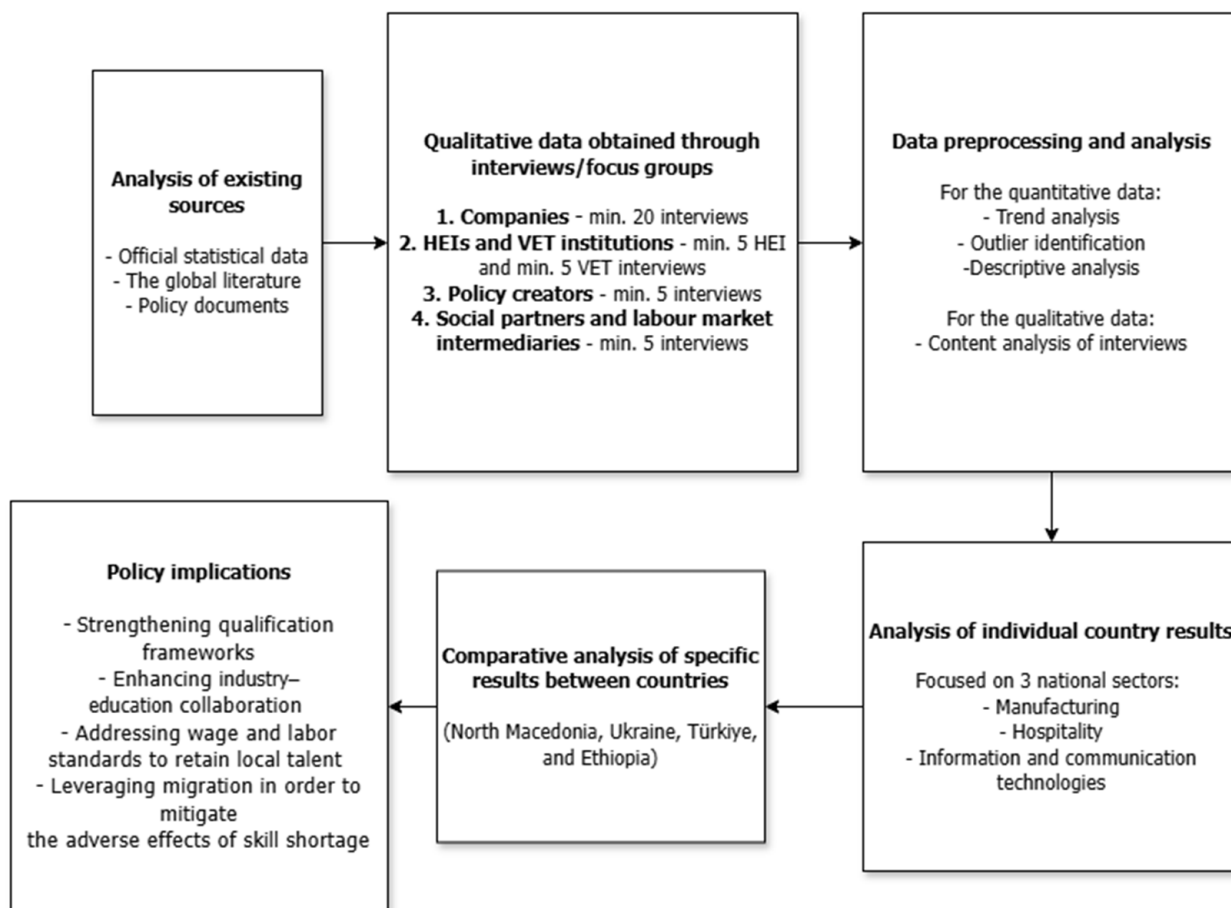 Analysis of existing
sources
- Official statistical data
- The global literature
- Policy documents
Qualitative data obtained through
interviews/focus groups
1. Companies - min. 20 interviews
2. HEIs and VET institutions - min. 5 HEI
and min. 5 VET interviews
3. Policy creators - min. 5 interviews
4. Social partners and labour market
intermediaries - min. 5 interviews
Data preprocessing and analysis
For the quantitative data:
- Trend analysis
- Outlier identification
-Descriptive analysis
For the qualitative data:
- Content analysis of interviews
Analysis of individual country results
Focused on 3 national sectors:
- Manufacturing
- Hospitality
- Information and communication
technologies
Comparative analysis of specific
results between countries
(North Macedonia, Ukraine, Türkiye,
and Ethiopia)
Policy implications
- Strengthening qualification
frameworks
- Enhancing industry–
education collaboration
- Addressing wage and labor
standards to retain local talent
- Leveraging migration in order to
mitigate
the adverse effects of skill shortage